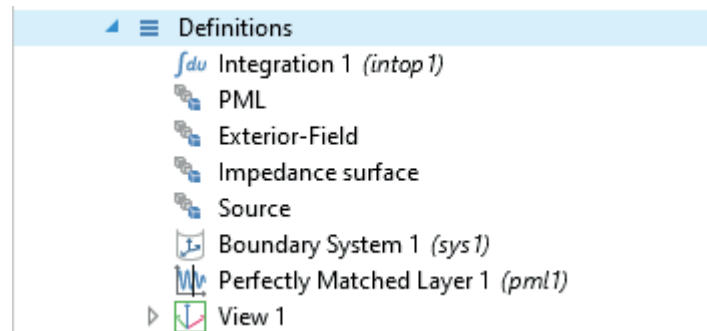 Definitions
∫dv Integration 1 (intop1)
PML
Exterior-Field
Impedance surface
Source
Boundary System 1 (sys1)
Perfectly Matched Layer 1 (pml1)
View 1